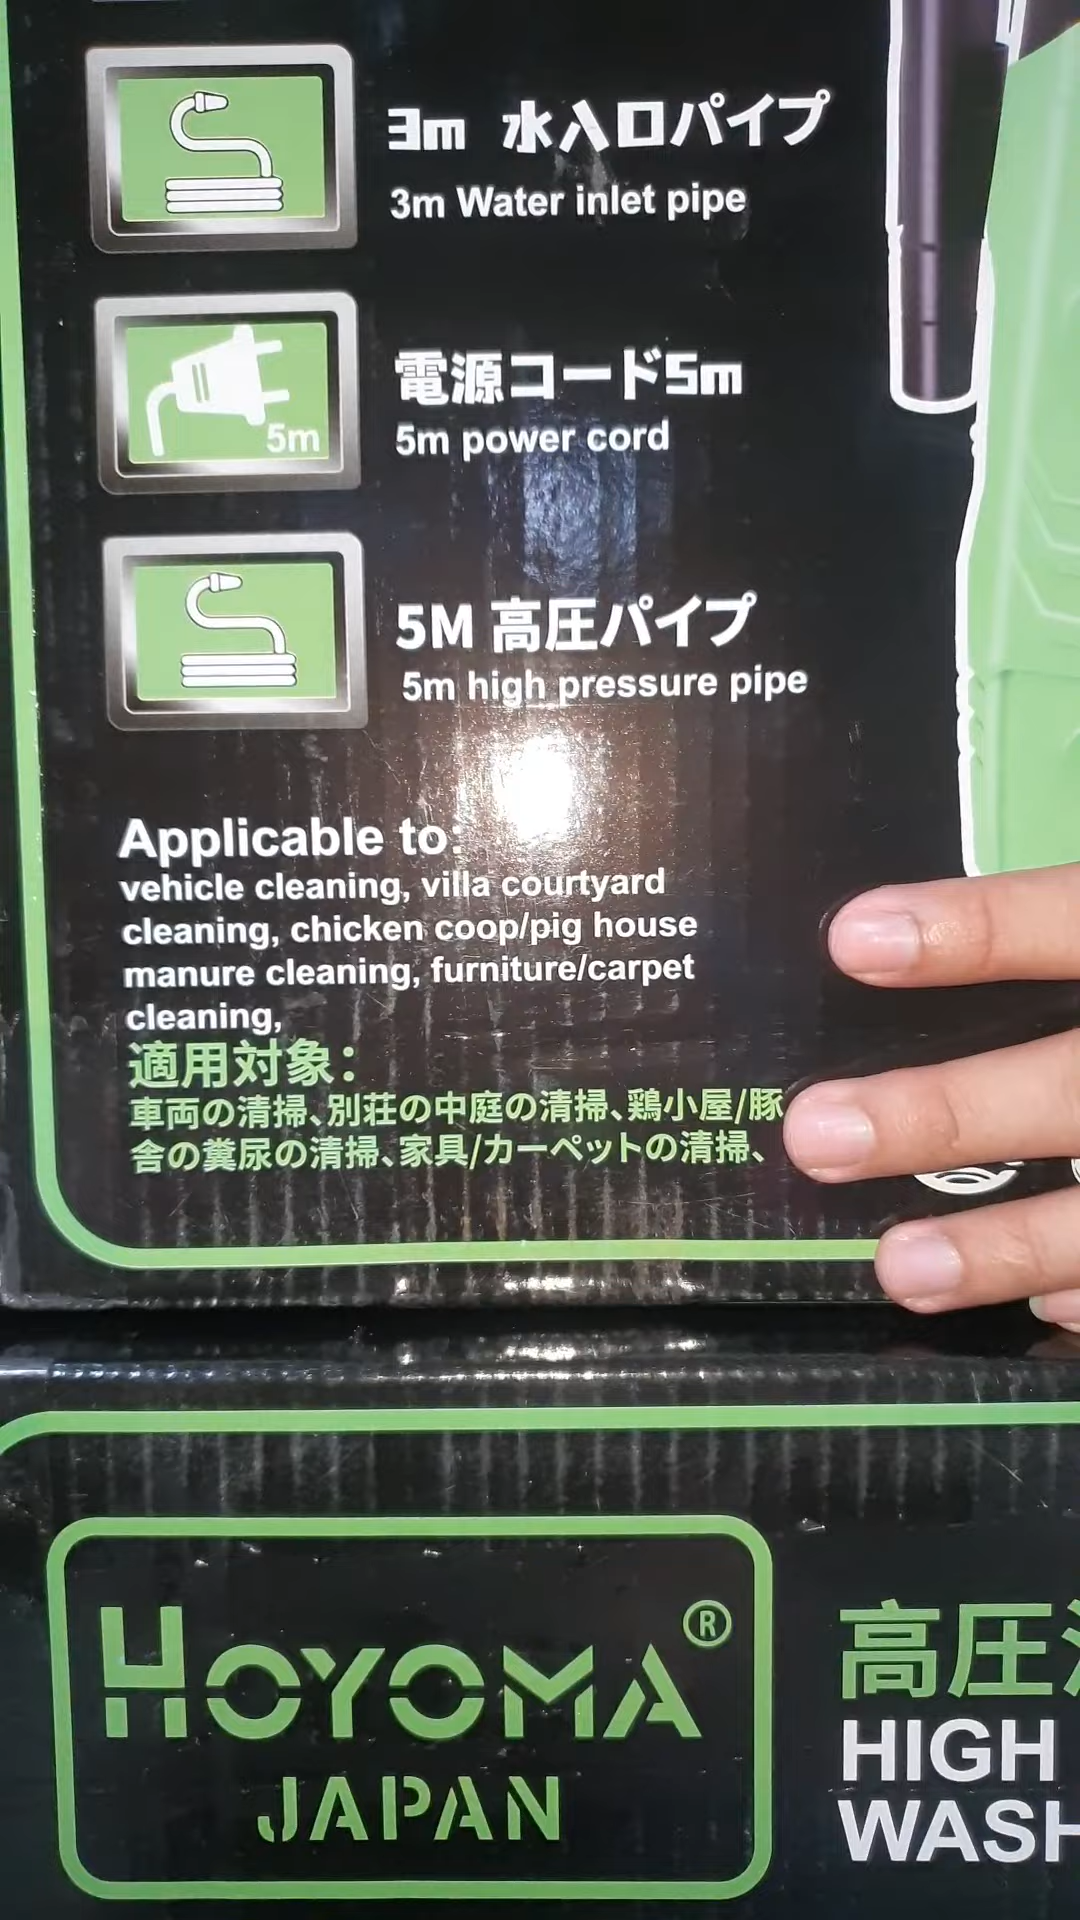 3m 水入口パイプ
3m Water inlet pipe
5m
電源コード5m
5m power cord
5M 高圧パイプ
5m high pressure pipe
Applicable to:
vehicle cleaning, villa courtyard
cleaning, chicken coop/pig house
manure cleaning, furniture/carpet
cleaning,
適用対象:
車両の清掃、別荘の中庭の清掃、鶏小屋/豚
舎の糞尿の清掃、家具/カーペットの清掃、
HOYOMA®
JAPAN
高圧
HIGH
WASH